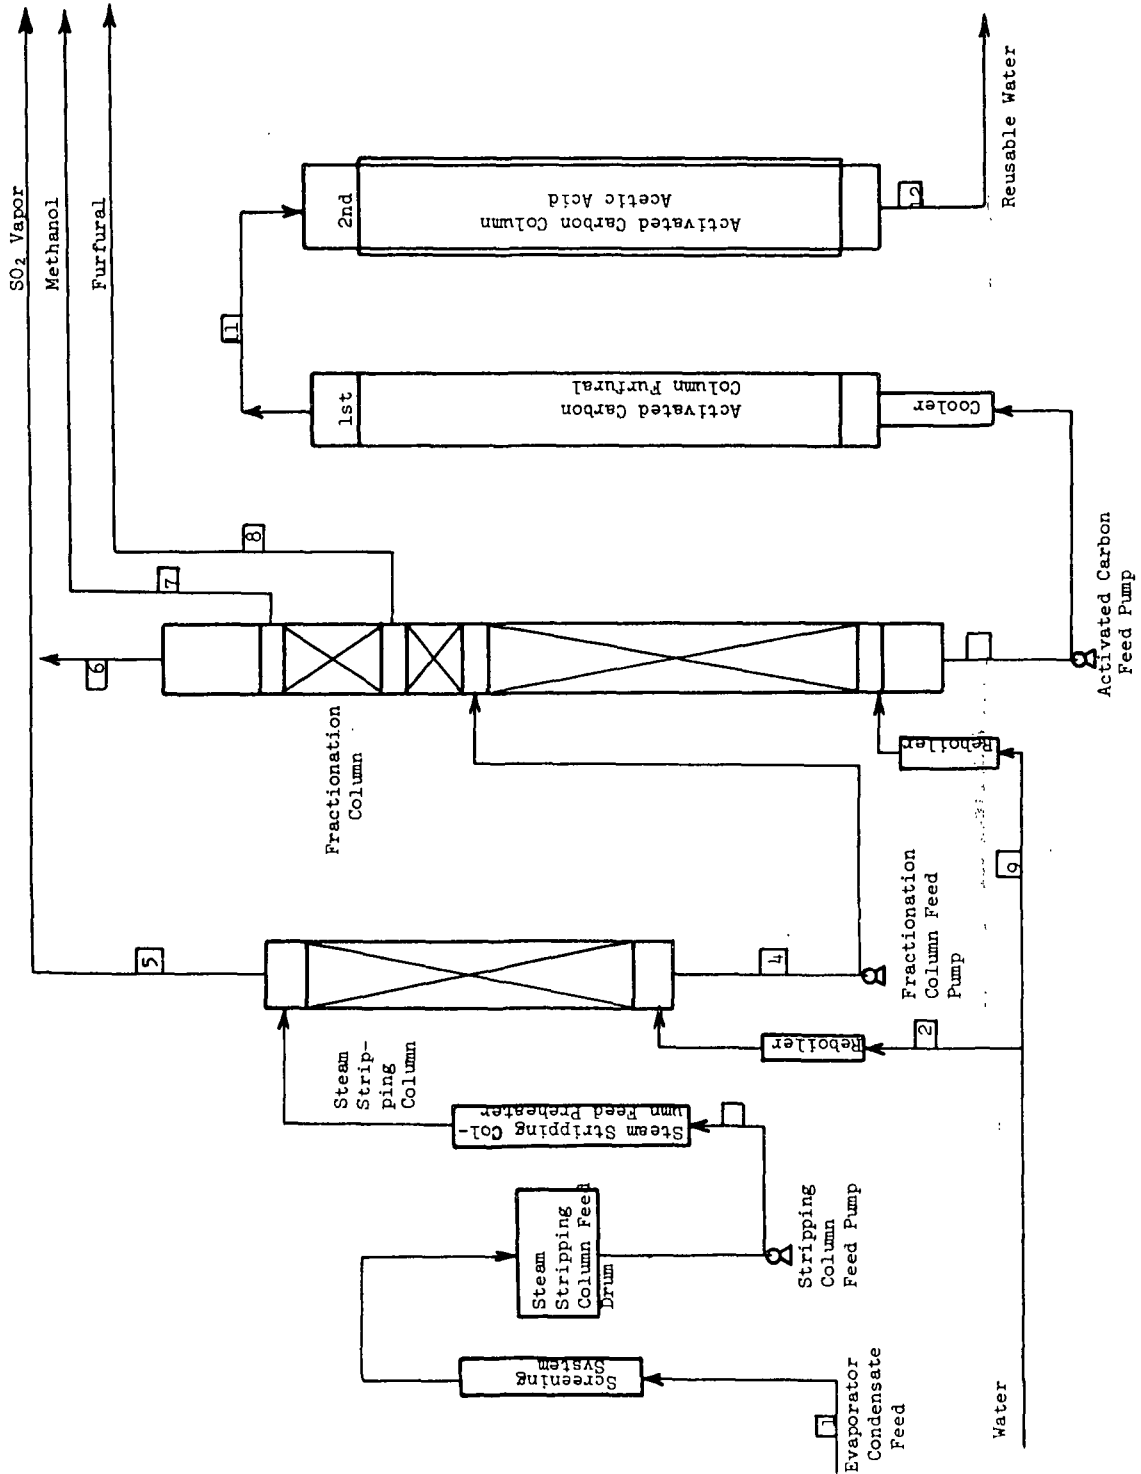 SO₂ Vapor
Methanol
Furfural
5
6
7
8
11
2nd
Activated Carbon Column
Acetic Acid
1st
Activated Carbon
Column Furfural
Cooler
12
Reusable Water
Fractionation
Column
Steam
Strip-
ping
Column
Steam Stripping Col-
umn Feed Preheater
Steam
Stripping
Column Feed
Drum
Screening
System
1
Evaporator
Condensate
Feed
Stripping
Column
Feed Pump
Reboiler
2
4
Fractionation
Column Feed
Pump
Reboiler
9
Activated Carbon
Feed Pump
Water